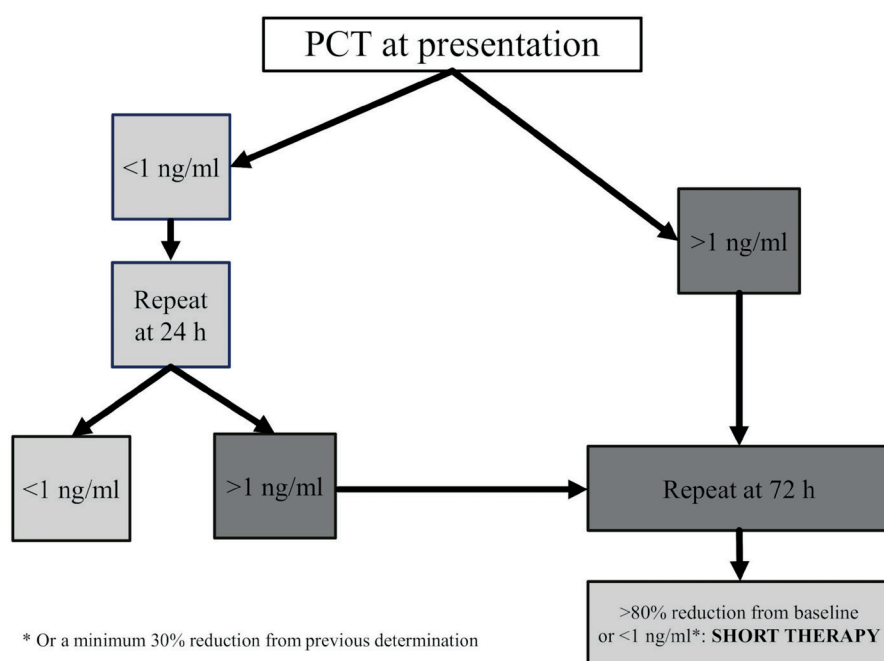 PCT at presentation
<1 ng/ml
>1 ng/ml
Repeat
at 24 h
<1 ng/ml
>1 ng/ml
Repeat at 72 h
>80% reduction from baseline
or <1 ng/ml*: SHORT THERAPY
* Or a minimum 30% reduction from previous determination